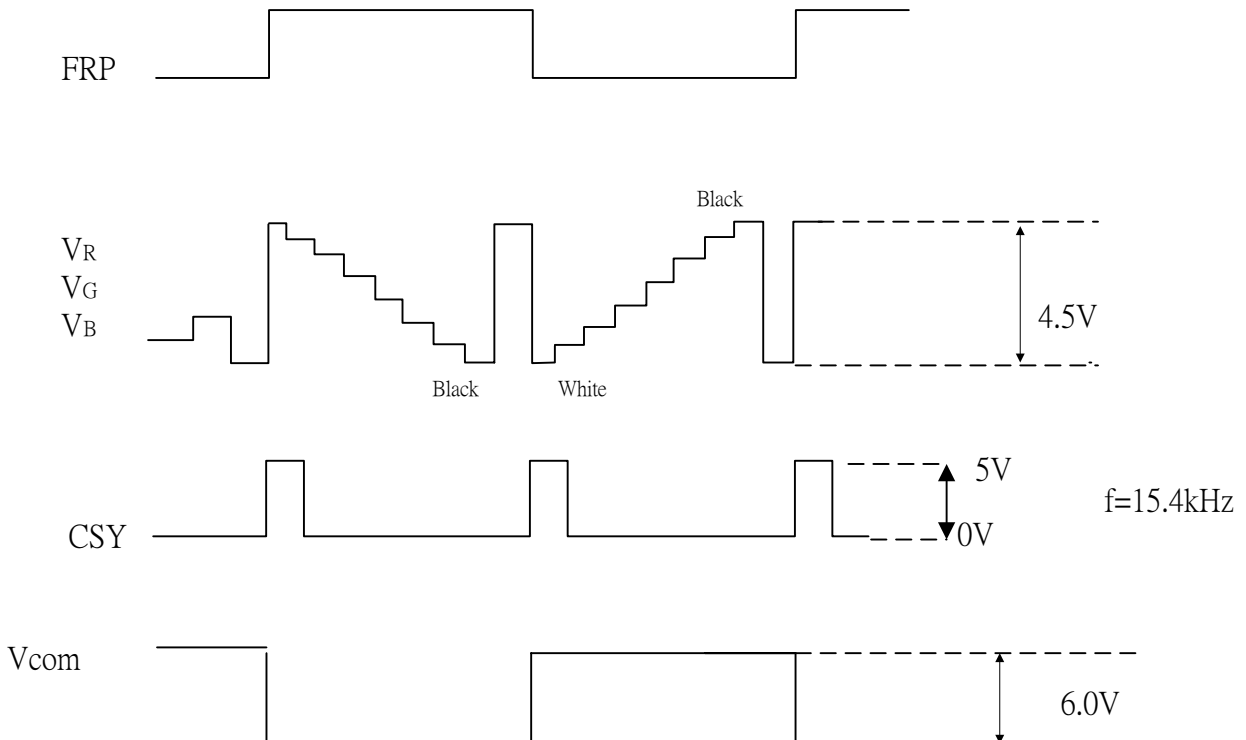 FRP
Black
VR
VG
VB
4.5V
Black
White
5V
f=15.4kHz
CSY
0V
Vcom
6.0V